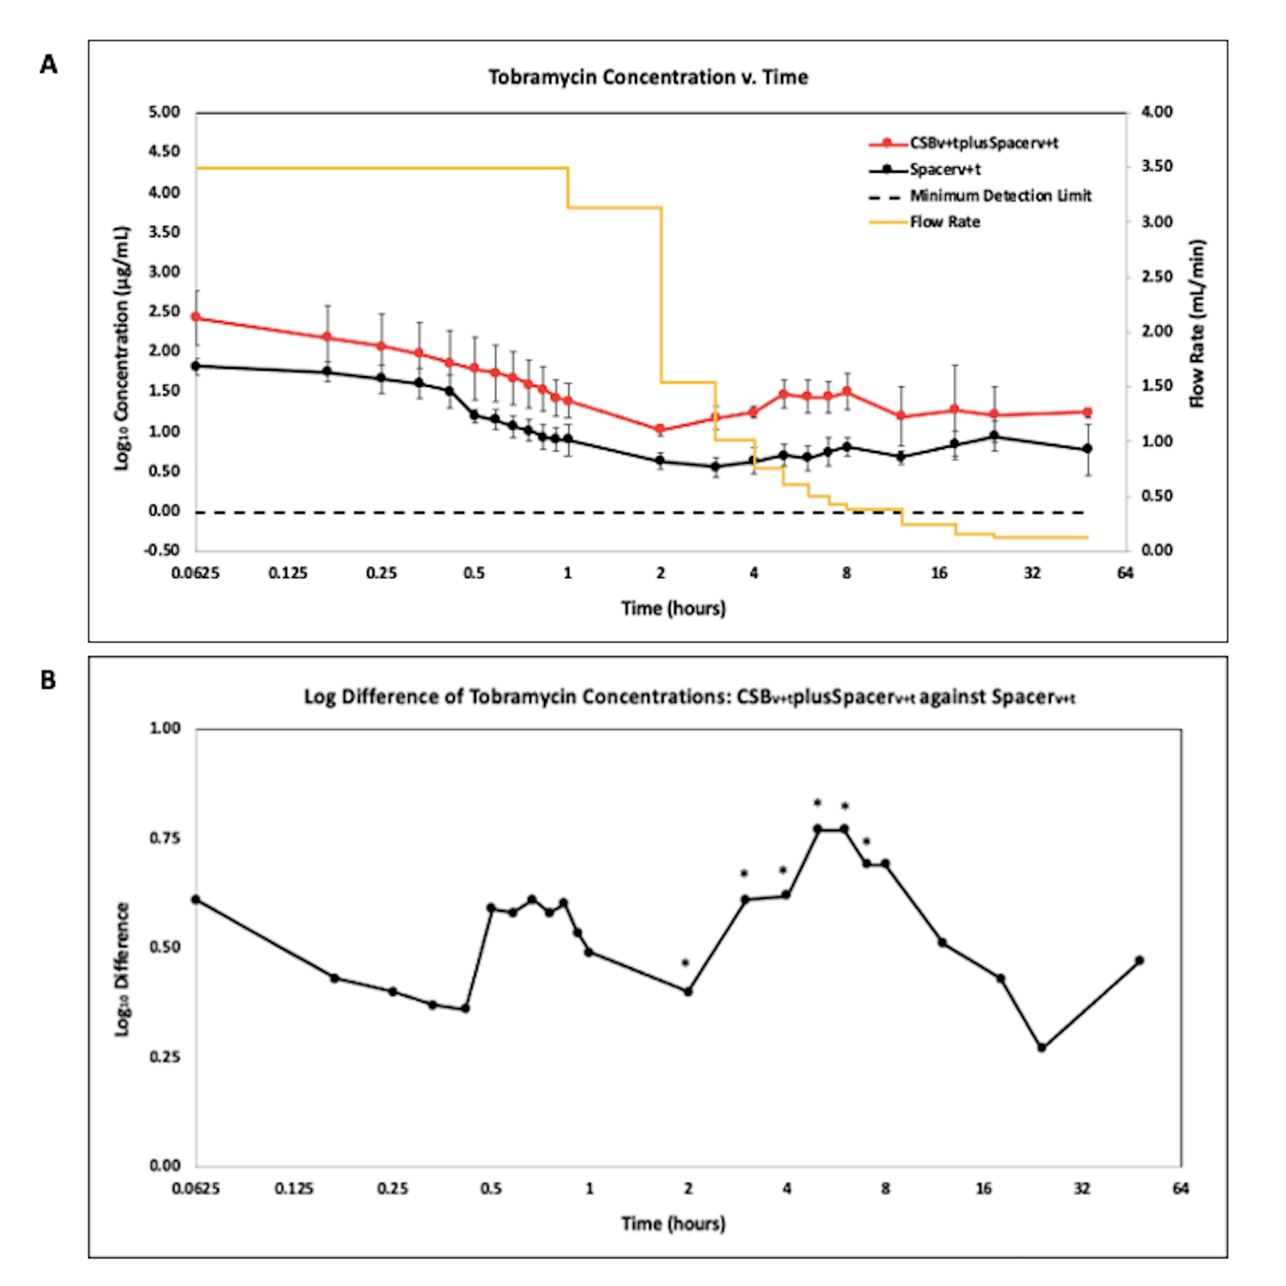 A
Tobramycin Concentration v. Time
5.00
4.50
4.00
3.50
3.00
2.50
2.00
1.50
1.00
0.50
0.00
-0.50
Log₁₀ Concentration (µg/mL)
CSBv+tplusSpacerv+t
Spacerv+t
Minimum Detection Limit
Flow Rate
4.00
3.50
3.00
2.50
2.00
1.50
1.00
0.50
0.00
Flow Rate (mL/min)
0.0625 0.125 0.25 0.5 1 2 4 8 16 32 64
Time (hours)
B
Log Difference of Tobramycin Concentrations: CSBv+tplusSpacerv+t against Spacerv+t
1.00
0.75
0.50
0.25
0.00
Log₁₀ Difference
* * * * * *
0.0625 0.125 0.25 0.5 1 2 4 8 16 32 64
Time (hours)